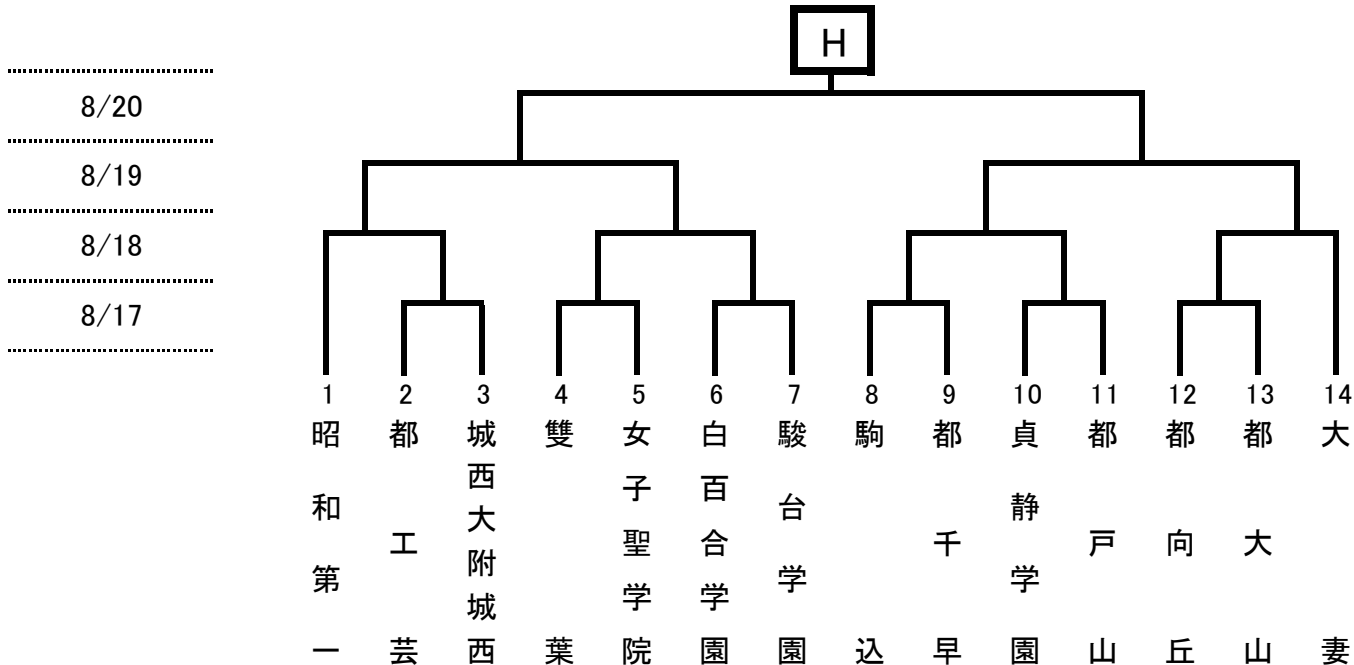 H
8/20
8/19
8/18
8/17
1 2 3 4 5 6 7 8 9 10 11 12 13 14
昭和第一
都工芸
城西大附城西
雙葉
女子聖学院
白百合学園
駿台学園
駒込
都千早
貞静学園
都戸山
都向丘
都大山
大妻